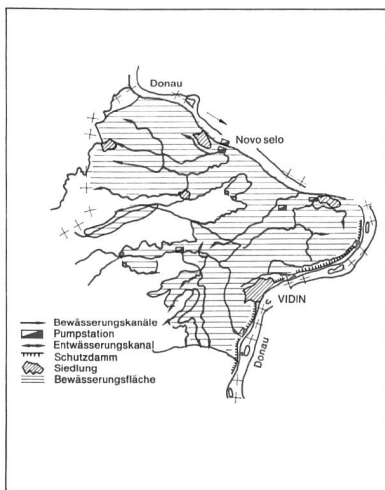 Donau
Novo selo
VIDIN
Donau
Bewässerungskanäle
Pumpstation
Entwässerungskanal
Schutzdamm
Siedlung
Bewässerungsfläche